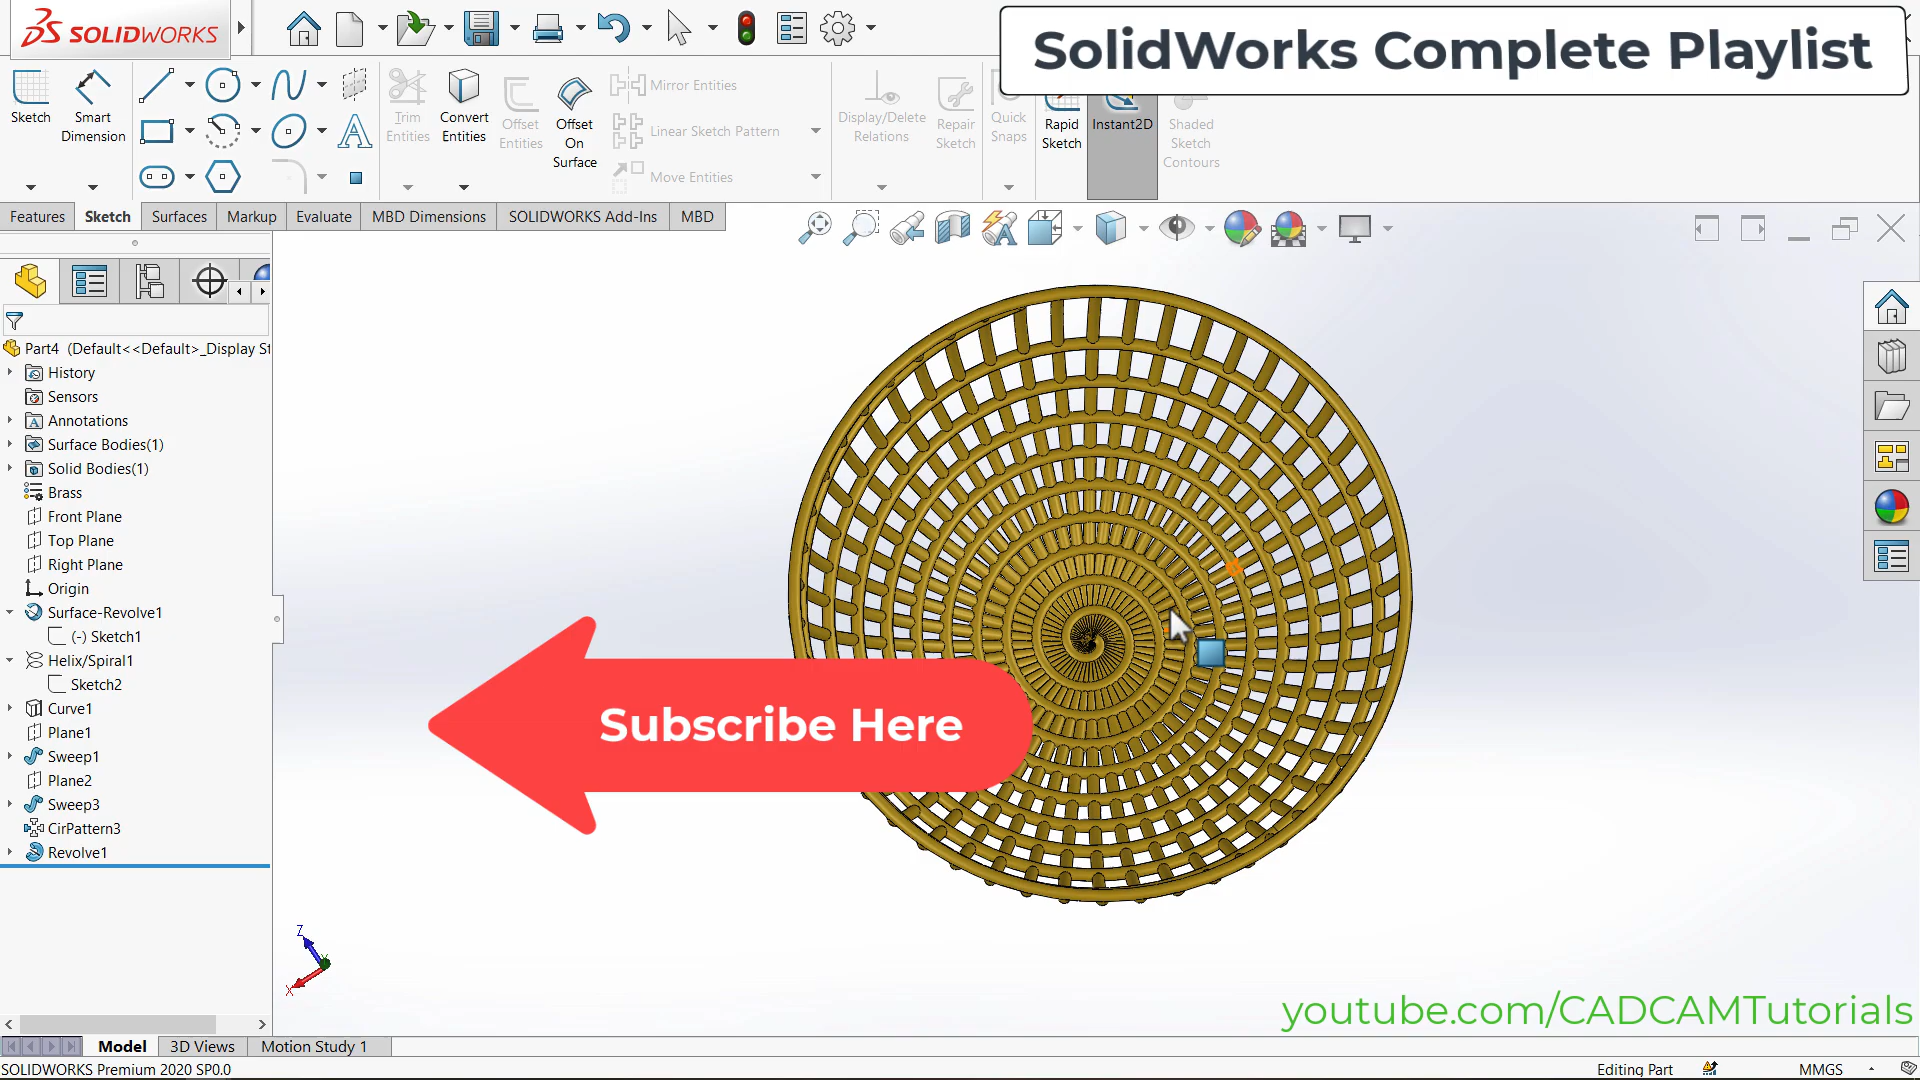 SOLIDWORKS
SolidWorks Complete Playlist
Sketch
Smart
Dimension
Trim
Entities
Convert
Entities
Offset
Entities
Offset
On
Surface
Mirror Entities
Linear Sketch Pattern
Move Entities
Display/Delete
Relations
Repair
Sketch
Quick
Snaps
Rapid
Sketch
Instant2D
Shaded
Sketch
Contours
Features
Sketch
Surfaces
Markup
Evaluate
MBD Dimensions
SOLIDWORKS Add-Ins
MBD
Part4 (Default<<Default>_Display St
History
Sensors
Annotations
Surface Bodies(1)
Solid Bodies(1)
Brass
Front Plane
Top Plane
Right Plane
Origin
Surface-Revolve1
(-) Sketch1
Helix/Spiral1
Sketch2
Curve1
Plane1
Sweep1
Plane2
Sweep3
CirPattern3
Revolve1
Subscribe Here
Z
X
youtube.com/CADCAMTutorials
Model
3D Views
Motion Study 1
SOLIDWORKS Premium 2020 SP0.0
Editing Part
MMGS